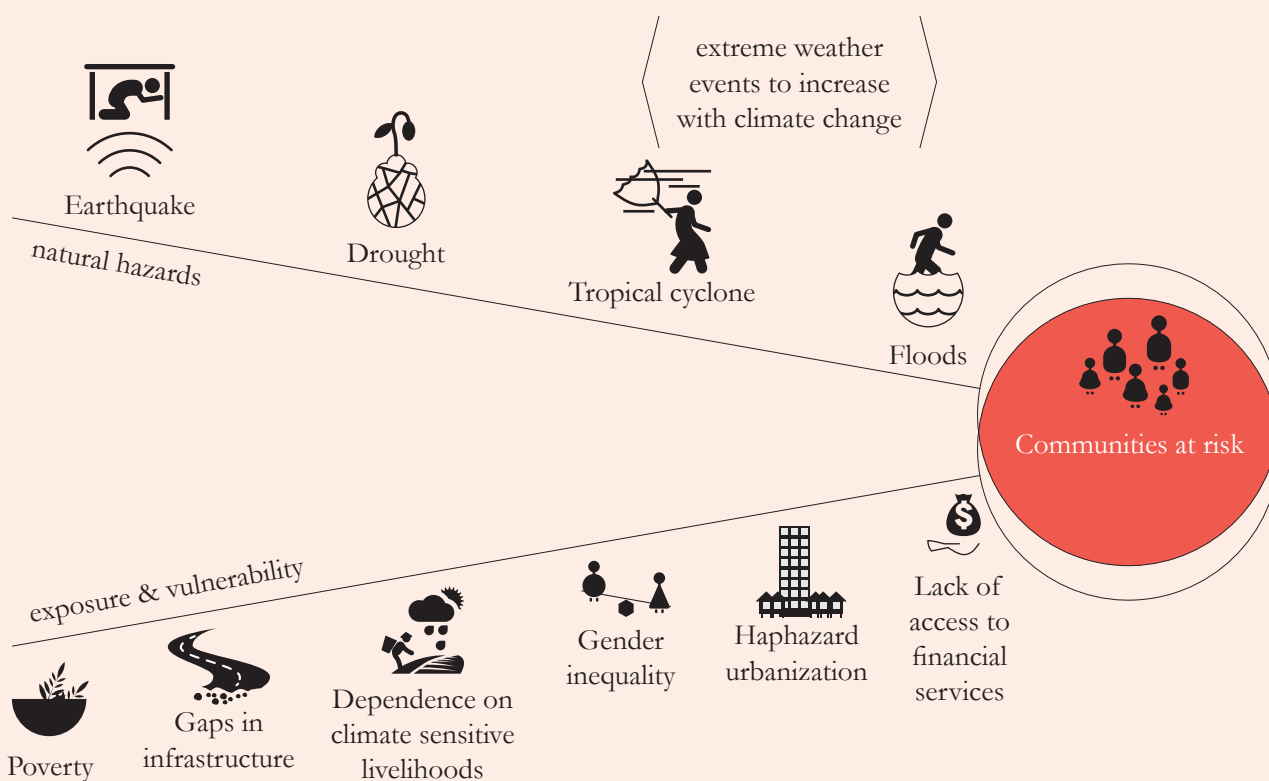 extreme weather
events to increase
with climate change
Earthquake
natural hazards
Drought
Tropical cyclone
Floods
Communities at risk
exposure & vulnerability
Poverty
Gaps in
infrastructure
Dependence on
climate sensitive
livelihoods
Gender
inequality
Haphazard
urbanization
$
Lack of
access to
financial
services